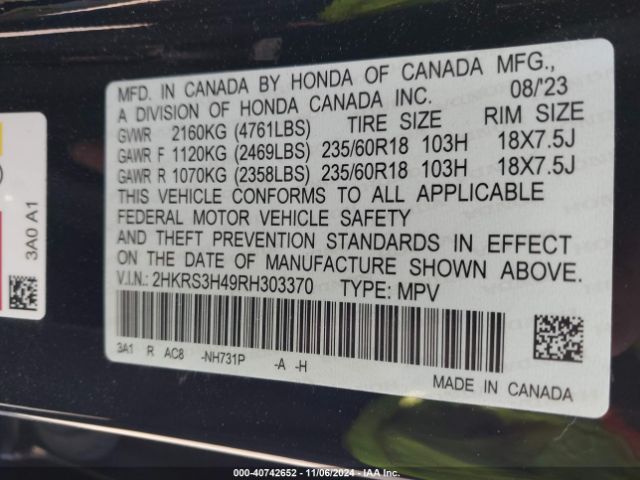 MFD. IN CANADA BY HONDA OF CANADA MFG.,
A DIVISION OF HONDA CANADA INC. 08/'23
GVWR 2160KG (4761LBS) TIRE SIZE RIM SIZE
GAWR F 1120KG (2469LBS) 235/60R18 103H 18X7.5J
GAWR R 1070KG (2358LBS) 235/60R18 103H 18X7.5J
THIS VEHICLE CONFORMS TO ALL APPLICABLE
FEDERAL MOTOR VEHICLE SAFETY
AND THEFT PREVENTION STANDARDS IN EFFECT
ON THE DATE OF MANUFACTURE SHOWN ABOVE.
V.I.N.: 2HKRS3H49RH303370 TYPE: MPV
3A1 R AC8 -NH731P -A -H
MADE IN CANADA
3A0 A1
000-40742652 - 11/06/2024 - IAA Inc.